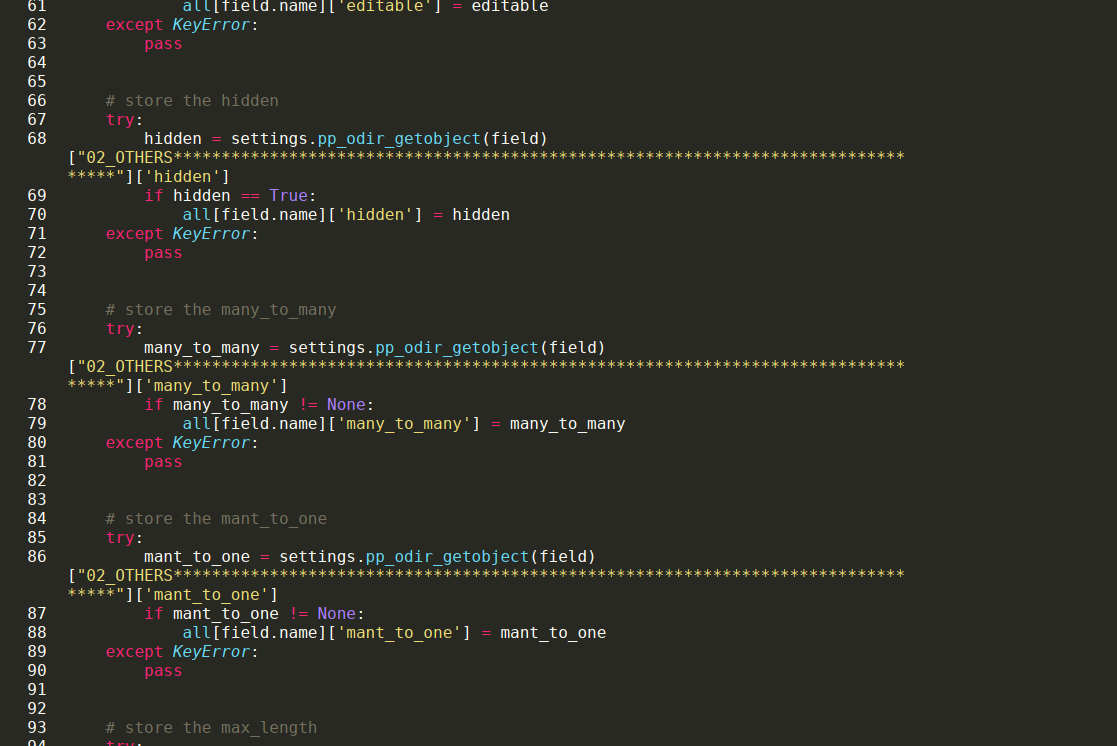 61             all[field.name]['editable'] = editable
62     except KeyError:
63         pass
64
65
66     # store the hidden
67     try:
68         hidden = settings.pp_odir_getobject(field)
["02_OTHERS****************************************************************************
*****"]['hidden']
69         if hidden == True:
70             all[field.name]['hidden'] = hidden
71     except KeyError:
72         pass
73
74
75     # store the many_to_many
76     try:
77         many_to_many = settings.pp_odir_getobject(field)
["02_OTHERS****************************************************************************
*****"]['many_to_many']
78         if many_to_many != None:
79             all[field.name]['many_to_many'] = many_to_many
80     except KeyError:
81         pass
82
83
84     # store the mant_to_one
85     try:
86         mant_to_one = settings.pp_odir_getobject(field)
["02_OTHERS****************************************************************************
*****"]['mant_to_one']
87         if mant_to_one != None:
88             all[field.name]['mant_to_one'] = mant_to_one
89     except KeyError:
90         pass
91
92
93     # store the max_length
94     try: